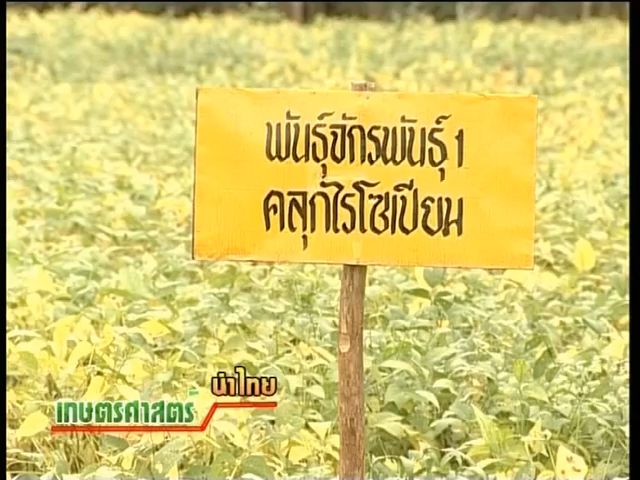 พันธุ์จักรพันธุ์ 1
คลุกไรโซเปียม
นำไทย
เกษตรศาสตร์